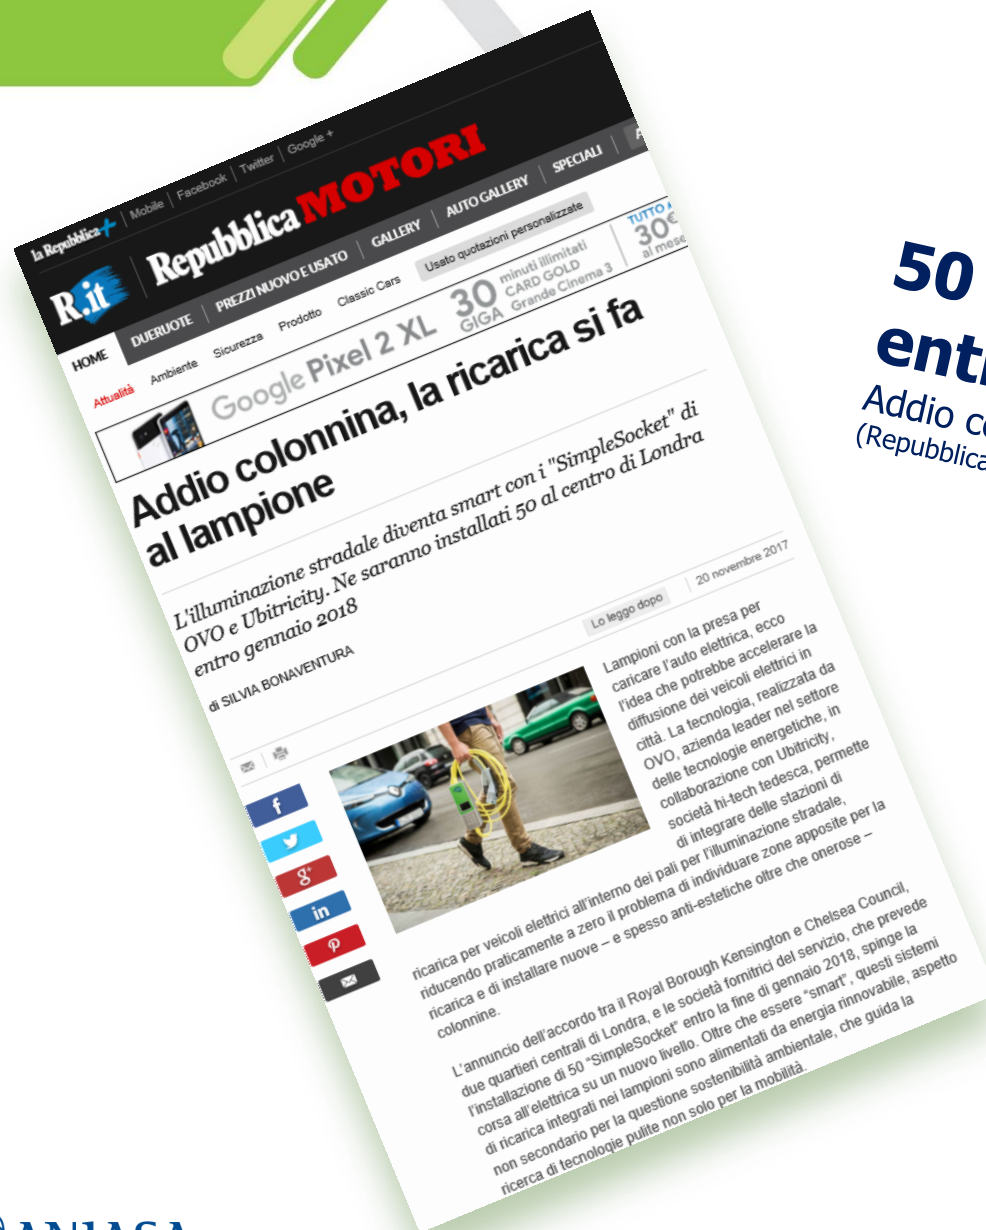 la Repubblica+ | Mobile | Facebook | Twitter | Google +
R.it | Repubblica MOTORI
HOME DUERUOTE | PREZZI NUOVO E USATO | GALLERY | AUTO GALLERY | SPECIALI |
Attualità Ambiente Sicurezza Prodotto Classic Cars Usato quotazioni personalizzate
Google Pixel 2 XL
30
GIGA
minuti illimitati
CARD GOLD
Grande Cinema 3
TUTTO A
30€
al mese
Addio colonnina, la ricarica si fa
al lampione
L'illuminazione stradale diventa smart con i "SimpleSocket" di
OVO e Ubitricity. Ne saranno installati 50 al centro di Londra
entro gennaio 2018
di SILVIA BONAVENTURA
Lo leggo dopo | 20 novembre 2017
Lampioni con la presa per
caricare l'auto elettrica, ecco
l'idea che potrebbe accelerare la
diffusione dei veicoli elettrici in
città. La tecnologia, realizzata da
OVO, azienda leader nel settore
delle tecnologie energetiche, in
collaborazione con Ubitricity,
società hi-tech tedesca, permette
di integrare delle stazioni di
ricarica per veicoli elettrici all'interno dei pali per l'illuminazione stradale,
riducendo praticamente a zero il problema di individuare zone apposite per la
ricarica e di installare nuove – e spesso anti-estetiche oltre che onerose –
colonnine.
L'annuncio dell'accordo tra il Royal Borough Kensington e Chelsea Council,
due quartieri centrali di Londra, e le società fornitrici del servizio, che prevede
l'installazione di 50 "SimpleSocket" entro la fine di gennaio 2018, spinge la
corsa all'elettrica su un nuovo livello. Oltre che essere "smart", questi sistemi
di ricarica integrati nei lampioni sono alimentati da energia rinnovabile, aspetto
non secondario per la questione sostenibilità ambientale, che guida la
ricerca di tecnologie pulite non solo per la mobilità.
50
Addio co
(Repubblica
ANIASA